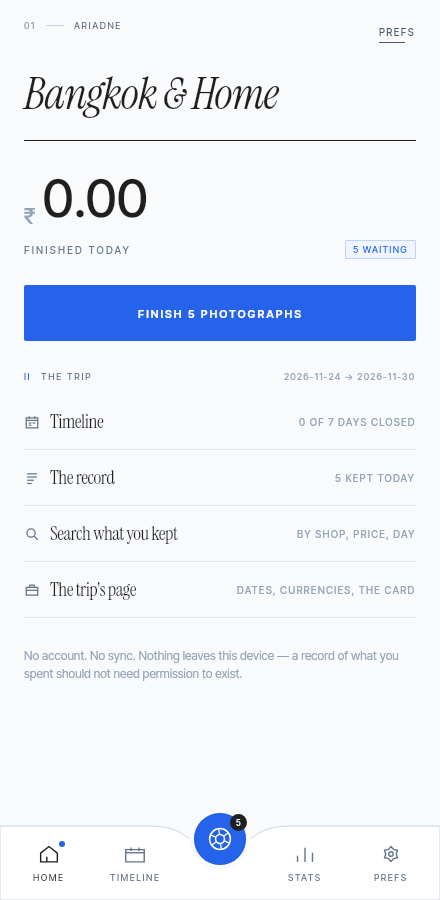 01 ARIADNE
PREFS
Bangkok & Home
₹ 0.00
FINISHED TODAY
5 WAITING
FINISH 5 PHOTOGRAPHS
II THE TRIP
2026-11-24 → 2026-11-30
Timeline
0 OF 7 DAYS CLOSED
The record
5 KEPT TODAY
Search what you kept
BY SHOP, PRICE, DAY
The trip's page
DATES, CURRENCIES, THE CARD
No account. No sync. Nothing leaves this device — a record of what you
spent should not need permission to exist.
5
HOME
TIMELINE
STATS
PREFS